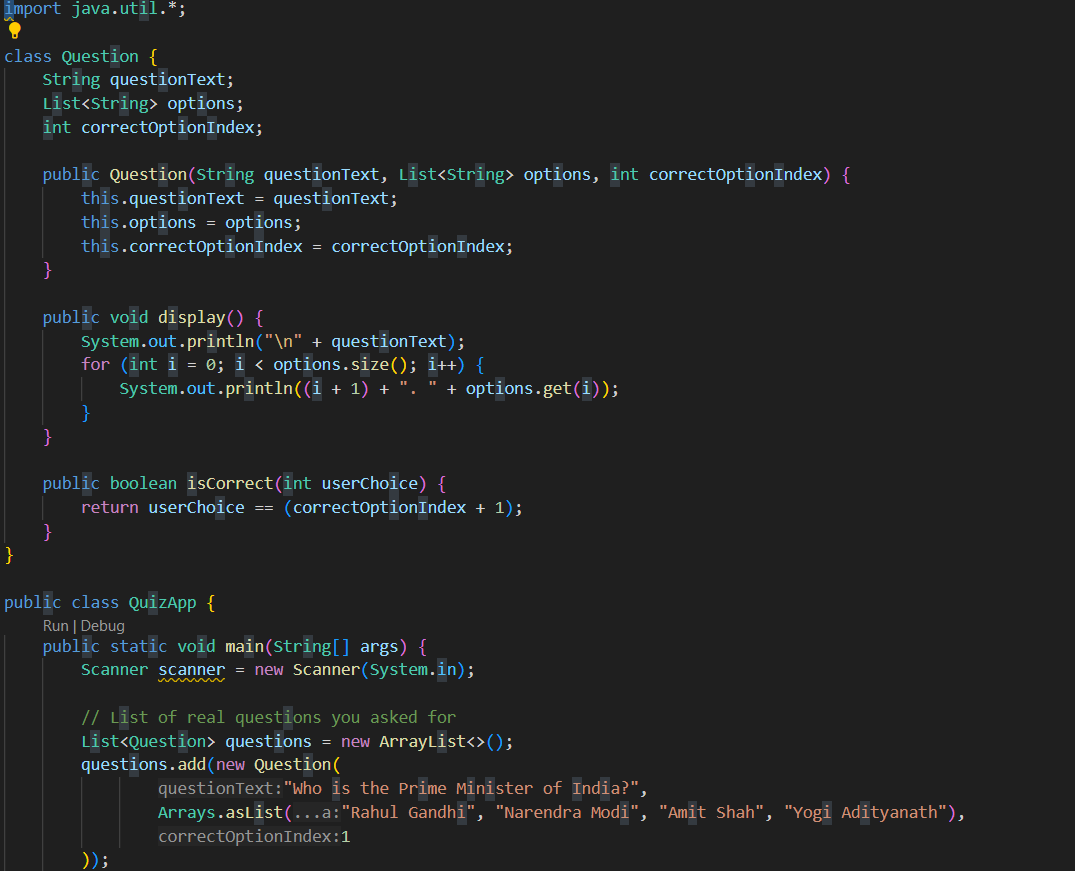 import java.util.*;
class Question {
    String questionText;
    List<String> options;
    int correctOptionIndex;
    public Question(String questionText, List<String> options, int correctOptionIndex) {
        this.questionText = questionText;
        this.options = options;
        this.correctOptionIndex = correctOptionIndex;
    }
    public void display() {
        System.out.println("\n" + questionText);
        for (int i = 0; i < options.size(); i++) {
            System.out.println((i + 1) + ". " + options.get(i));
        }
    }
    public boolean isCorrect(int userChoice) {
        return userChoice == (correctOptionIndex + 1);
    }
}
public class QuizApp {
    Run | Debug
    public static void main(String[] args) {
        Scanner scanner = new Scanner(System.in);
        // List of real questions you asked for
        List<Question> questions = new ArrayList<>();
        questions.add(new Question(
                questionText:"Who is the Prime Minister of India?",
                Arrays.asList(...a:"Rahul Gandhi", "Narendra Modi", "Amit Shah", "Yogi Adityanath"),
                correctOptionIndex:1
        ));